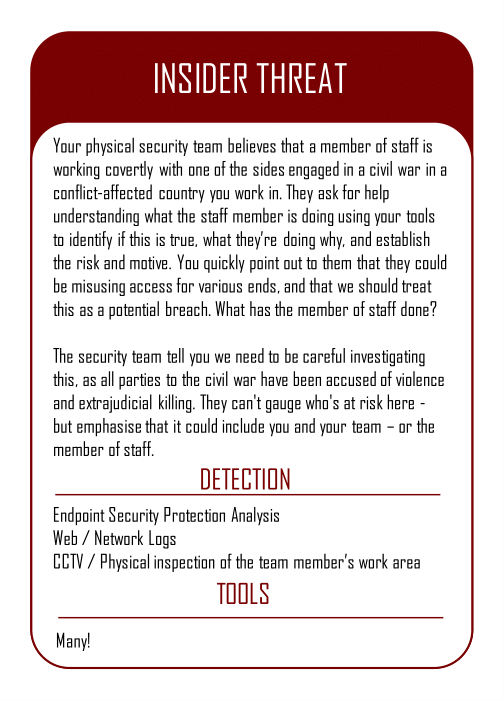 INSIDER THREAT
Your physical security team believes that a member of staff is
working covertly with one of the sides engaged in a civil war in a
conflict-affected country you work in. They ask for help
understanding what the staff member is doing using your tools
to identify if this is true, what they're doing why, and establish
the risk and motive. You quickly point out to them that they could
be misusing access for various ends, and that we should treat
this as a potential breach. What has the member of staff done?
The security team tell you we need to be careful investigating
this, as all parties to the civil war have been accused of violence
and extrajudicial killing. They can't gauge who's at risk here -
but emphasise that it could include you and your team – or the
member of staff.
DETECTION
Endpoint Security Protection Analysis
Web / Network Logs
CCTV / Physical inspection of the team member's work area
TOOLS
Many!